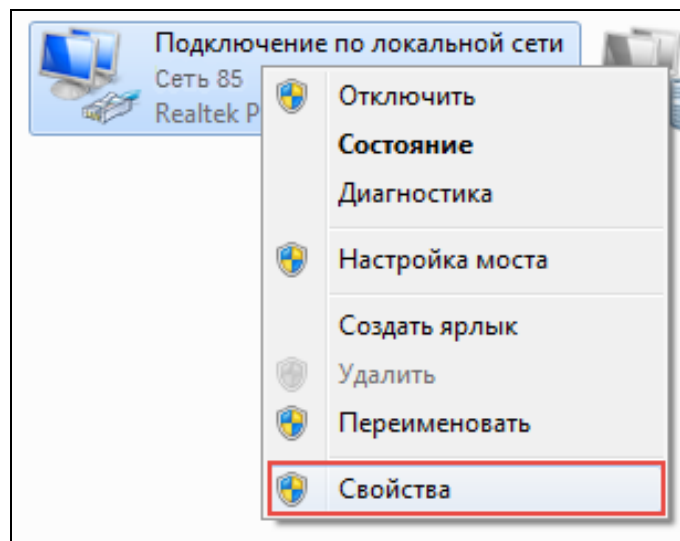 Подключение по локальной сети
Сеть 85
Realtek P
Отключить
Состояние
Диагностика
Настройка моста
Создать ярлык
Удалить
Переименовать
Свойства